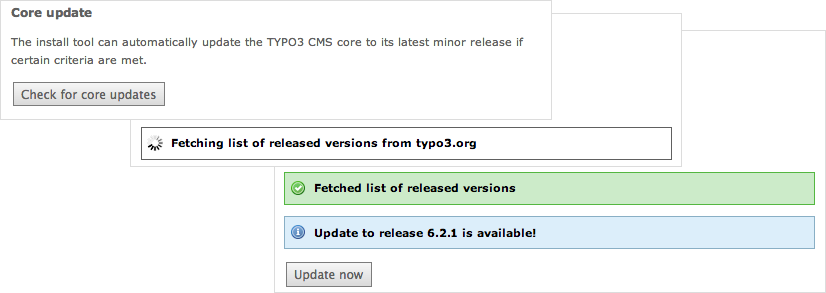 Core update
The install tool can automatically update the TYPO3 CMS core to its latest minor release if
certain criteria are met.
Check for core updates
Fetching list of released versions from typo3.org
Fetched list of released versions
Update to release 6.2.1 is available!
Update now